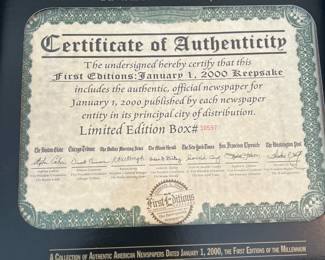 Certificate of Authenticity
The undersigned hereby certify that this
First Editions: January 1, 2000 Keepsake
includes the authentic, official newspaper for
January 1, 2000 published by each newspaper
entity in its principal city of distribution.
Limited Edition Box#
The Boston Globe Chicago Tribune The Dallas Morning News The Miami Herald The New York Times San Francisco Chronicle The Washington Post
First Editions
A Collection of Authentic American Newspapers Dated January 1, 2000, the First Editions of the Millennium